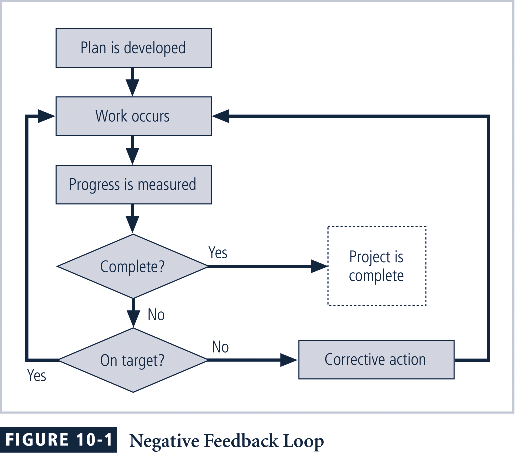 Plan is developed
Work occurs
Progress is measured
Complete?
Yes
Project is
complete
No
On target?
No
Corrective action
Yes
FIGURE 10-1 Negative Feedback Loop